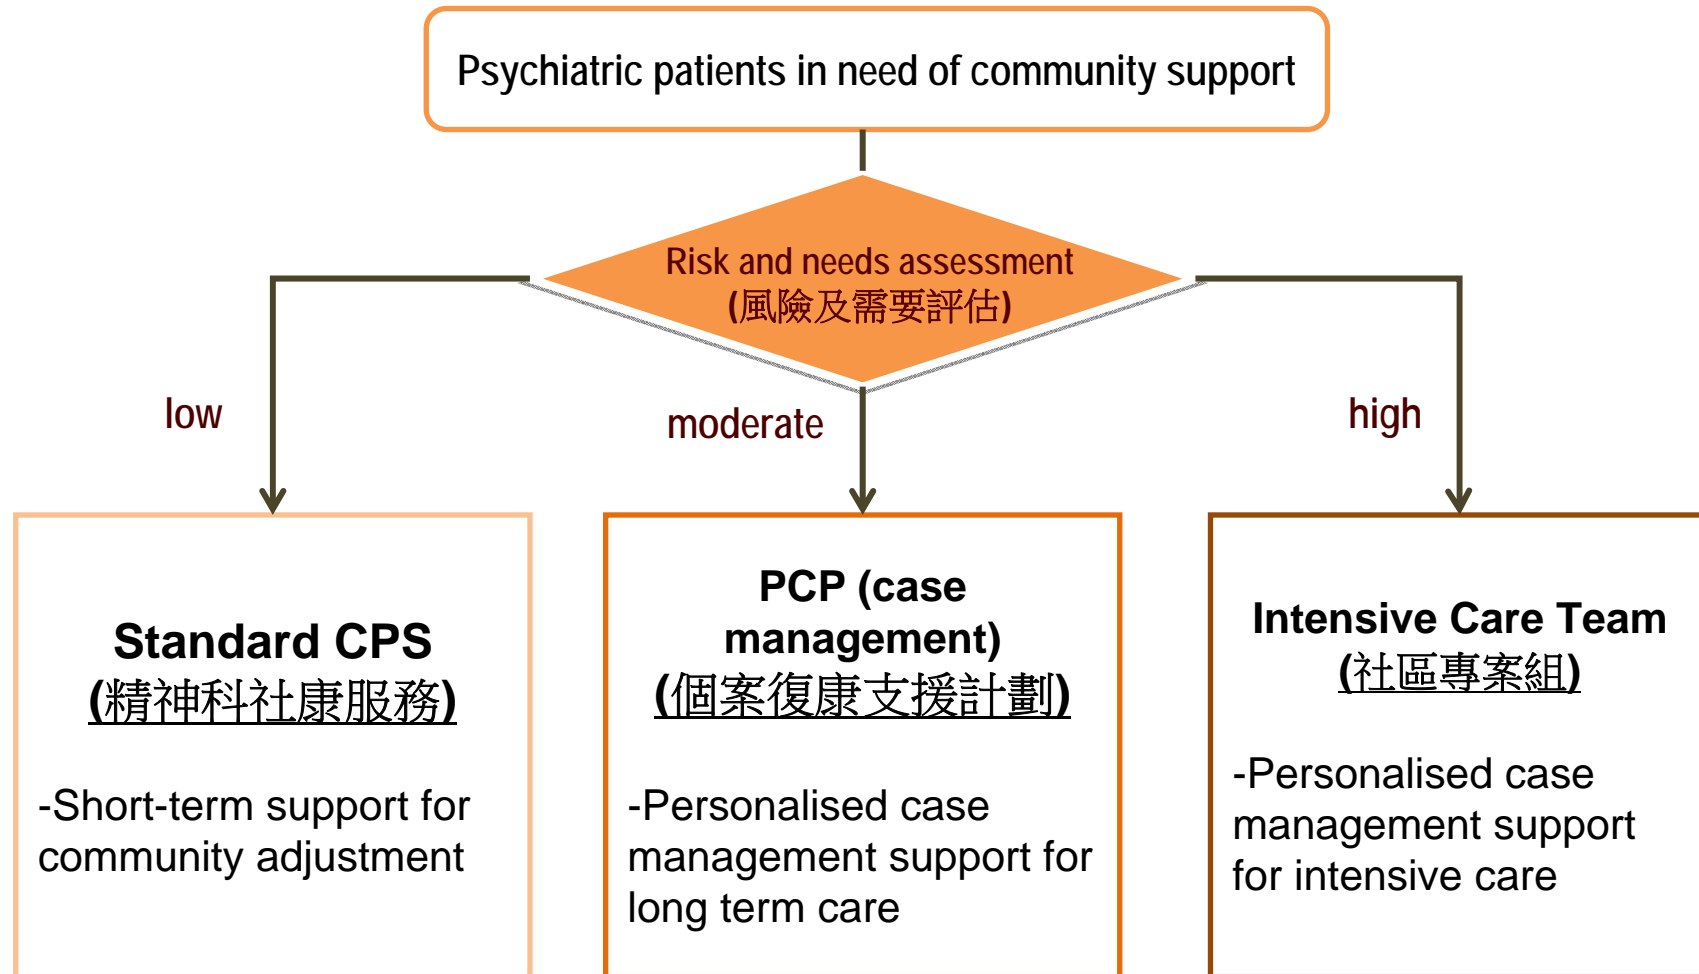 Psychiatric patients in need of community support
Risk and needs assessment
(風險及需要評估)
low
moderate
high
Standard CPS
(精神科社康服務)
-Short-term support for
community adjustment
PCP (case
management)
(個案復康支援計劃)
-Personalised case
management support for
long term care
Intensive Care Team
(社區專案組)
-Personalised case
management support
for intensive care